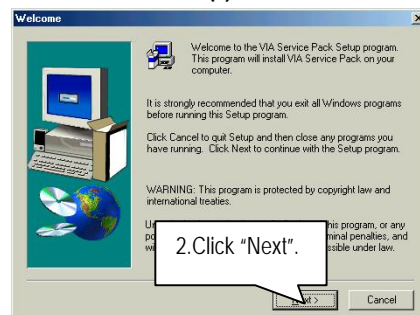 Welcome
Welcome to the VIA Service Pack Setup program.
This program will install VIA Service Pack on your
computer.
It is strongly recommended that you exit all Windows programs
before running this Setup program.
Click Cancel to quit Setup and then close any programs you
have running. Click Next to continue with the Setup program.
WARNING: This program is protected by copyright law and
international treaties.
his program, or any
minal penalties, and
ssible under law.
2.Click “Next”.
Cancel